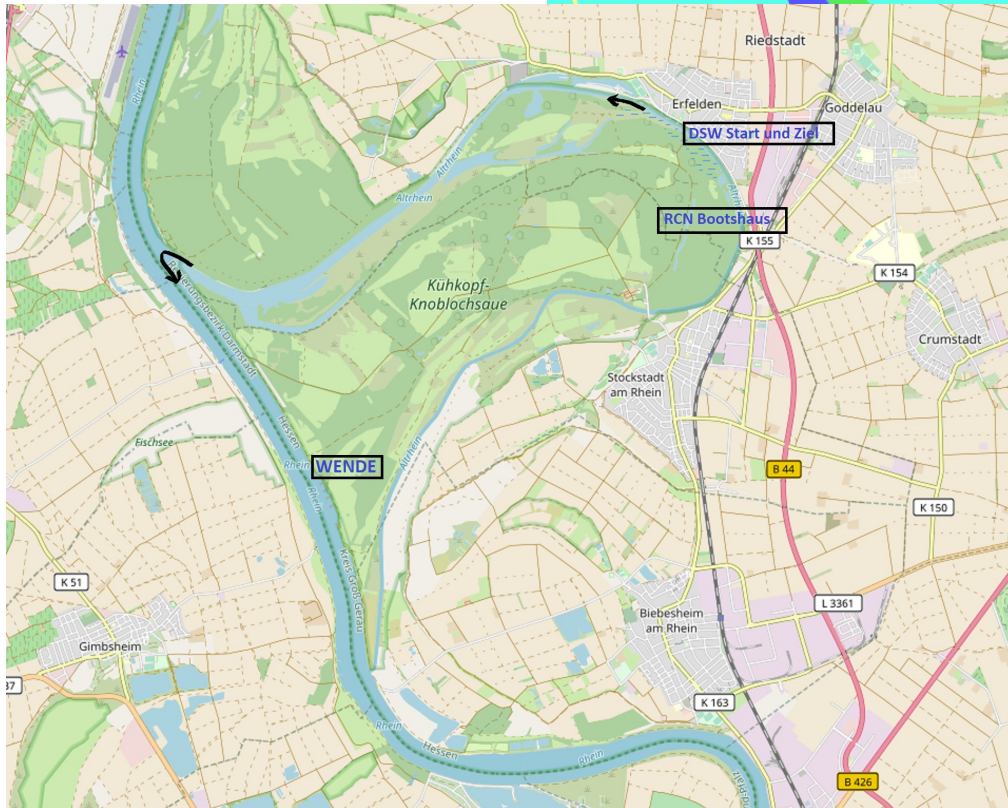 Riedstadt
Rhein
Erfelden
Goddelau
DSW Start und Ziel
Altrhein
Altrhein
RCN Bootshaus
K 155
Kühkopf-
Knoblochsaue
K 154
Regierungsbezirk Darmstadt
Crumstadt
Stockstadt
am Rhein
Hessen
Altrhein
Fischsee
Rhein
WENDE
B 44
Rhein
K 150
Kreis Groß-Gerau
K 51
L 3361
Biebesheim
am Rhein
Gimbsheim
K 163
Rhein
Hessen
Rhein
B 426